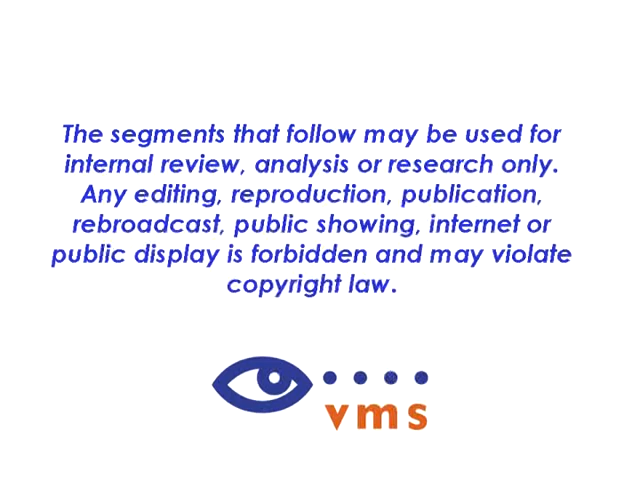 The segments that follow may be used for
internal review, analysis or research only.
Any editing, reproduction, publication,
rebroadcast, public showing, internet or
public display is forbidden and may violate
copyright law.
vms